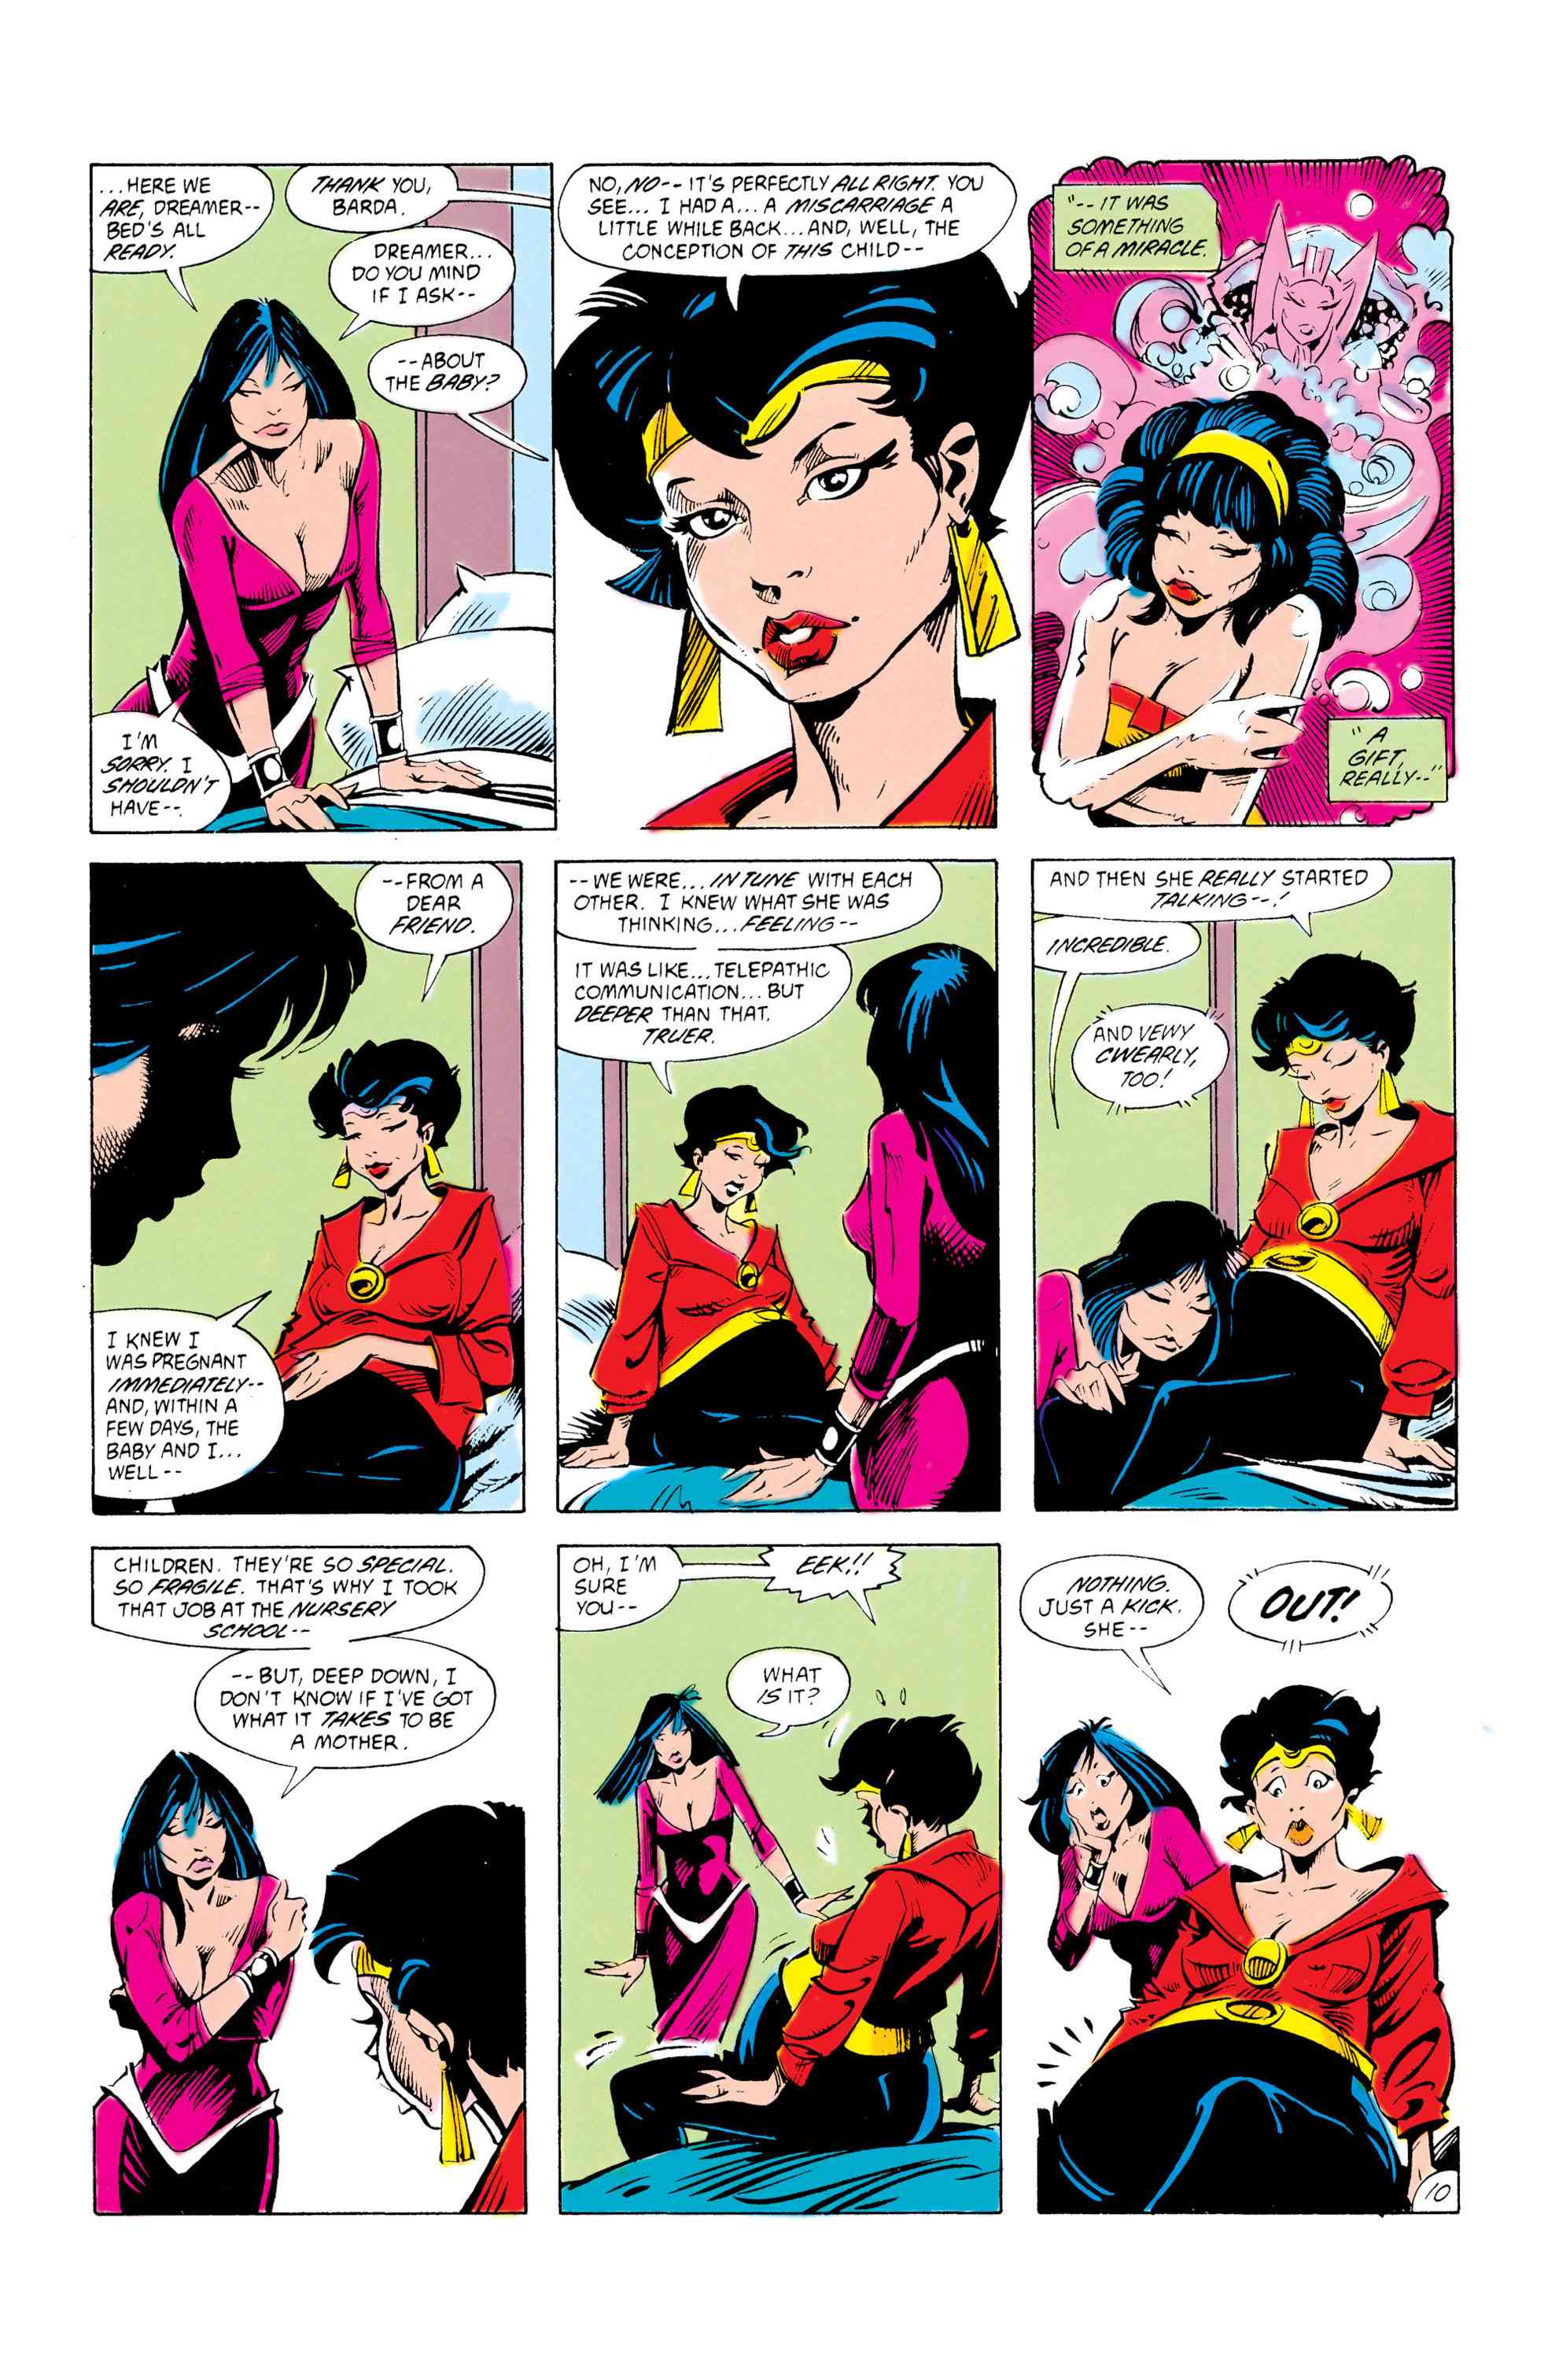 ...HERE WE
ARE, DREAMER--
BED'S ALL
READY.
THANK YOU,
BARDA.
DREAMER...
DO YOU MIND
IF I ASK--
--ABOUT
THE BABY?
I'M
SORRY. I
SHOULDN'T
HAVE--
NO, NO-- IT'S PERFECTLY ALL RIGHT. YOU
SEE... I HAD A... A MISCARRIAGE A
LITTLE WHILE BACK... AND, WELL, THE
CONCEPTION OF THIS CHILD--
"--IT WAS
SOMETHING
OF A MIRACLE.
"A
GIFT,
REALLY--"
--FROM A
DEAR
FRIEND.
I KNEW I
WAS PREGNANT
IMMEDIATELY--
AND, WITHIN A
FEW DAYS, THE
BABY AND I...
WELL--
--WE WERE... IN TUNE WITH EACH
OTHER. I KNEW WHAT SHE WAS
THINKING... FEELING--
IT WAS LIKE... TELEPATHIC
COMMUNICATION... BUT
DEEPER THAN THAT.
TRUER.
AND THEN SHE REALLY STARTED
TALKING--!
INCREDIBLE.
AND VEWY
CWEARLY,
TOO!
CHILDREN. THEY'RE SO SPECIAL.
SO FRAGILE. THAT'S WHY I TOOK
THAT JOB AT THE NURSERY
SCHOOL--
--BUT, DEEP DOWN, I
DON'T KNOW IF I'VE GOT
WHAT IT TAKES TO BE
A MOTHER.
OH, I'M
SURE
YOU--
EEK!!
WHAT
IS IT?
NOTHING.
JUST A KICK.
SHE--
OUT!
10